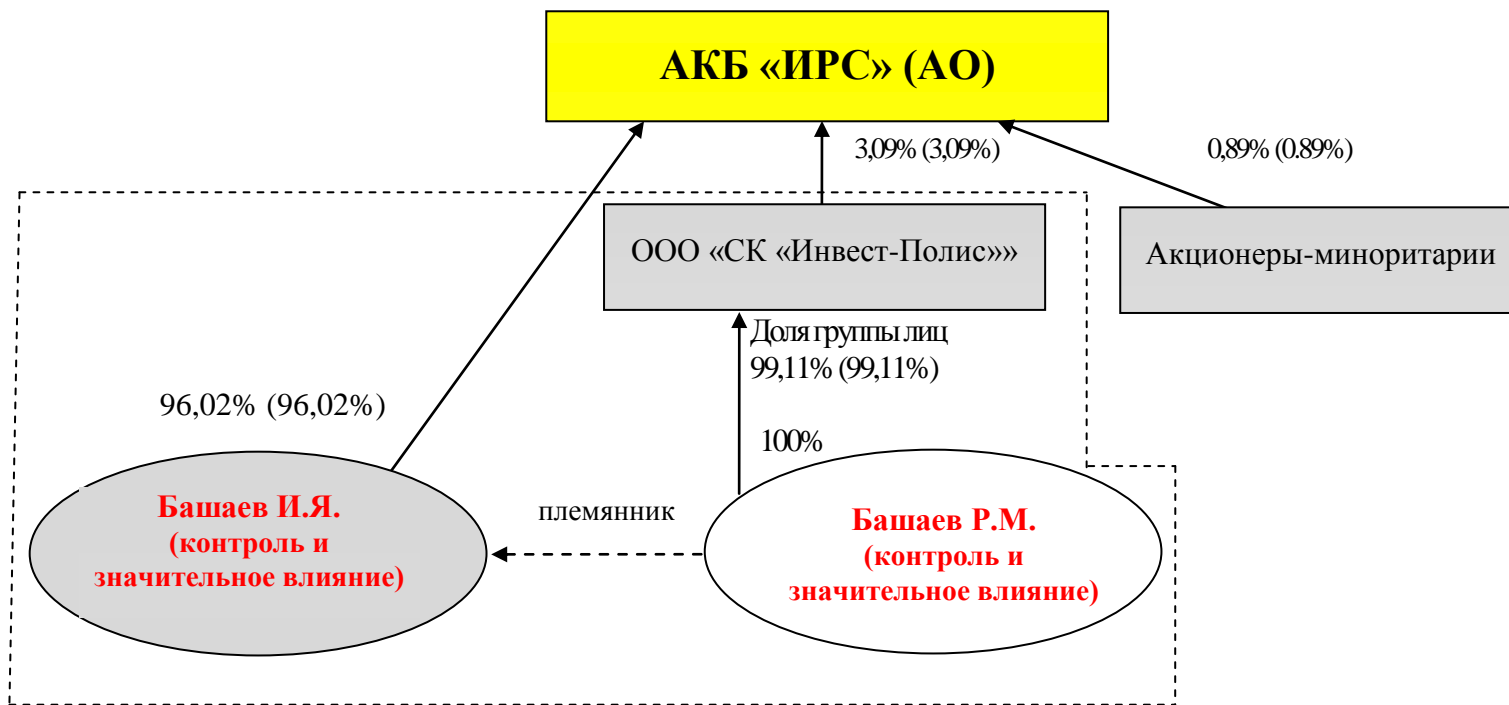 АКБ «ИРС» (АО)
3,09% (3,09%)
0,89% (0.89%)
ООО «СК «Инвест-Полис»»
Акционеры-миноритарии
Доля группы лиц
99,11% (99,11%)
96,02% (96,02%)
100%
Башаев И.Я.
(контроль и
значительное влияние)
племянник
Башаев Р.М.
(контроль и
значительное влияние)